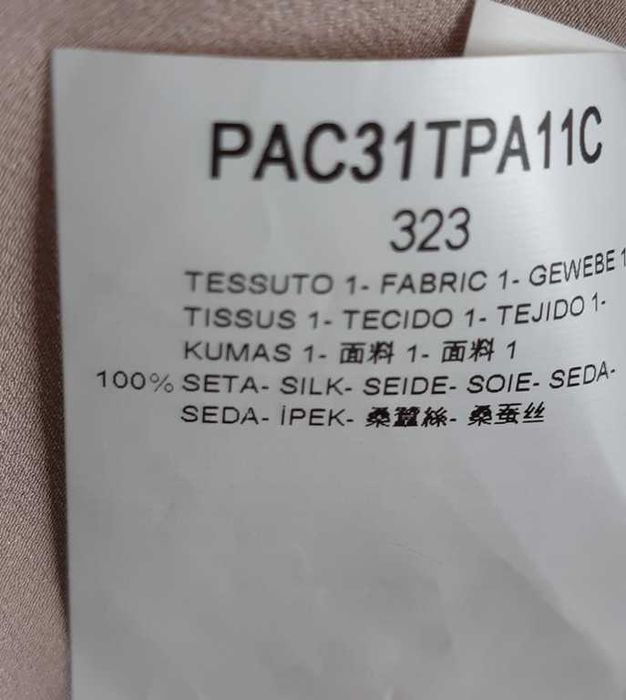 PAC31TPA11C
323
TESSUTO 1- FABRIC 1- GEWEBE 1
TISSUS 1- TECIDO 1- TEJIDO 1-
KUMAS 1- 面料 1- 面料 1
100% SETA- SILK- SEIDE- SOIE- SEDA-
SEDA- İPEK- 桑蠶絲- 桑蚕丝